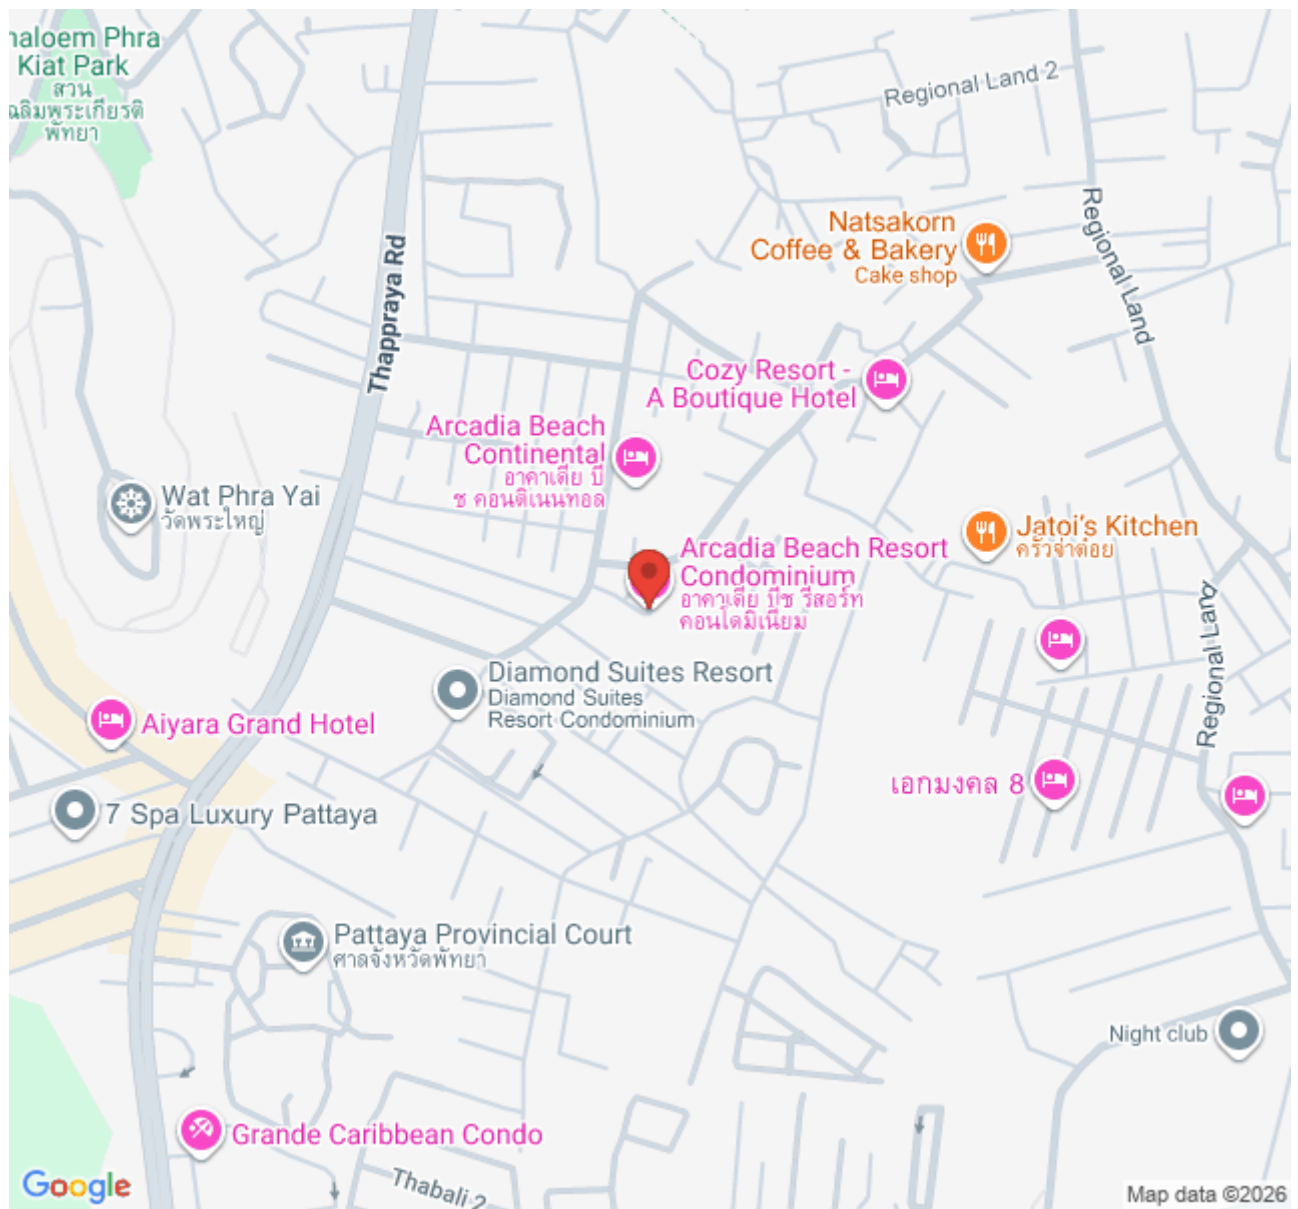 haloem Phra
Kiat Park
สวน
เฉลิมพระเกียรติ
พัทยา
Regional Land 2
Regional Land
Natsakorn
Coffee & Bakery
Cake shop
Thappraya Rd
Cozy Resort -
A Boutique Hotel
Arcadia Beach
Continental
อาคาเดีย บี
ช คอนติเนนทอล
Wat Phra Yai
วัดพระใหญ่
Jatoi's Kitchen
ครัวจ่าต๋อย
Arcadia Beach Resort
Condominium
อาคาเดีย บีช รีสอร์ท
คอนโดมิเนียม
Regional Land
Diamond Suites Resort
Diamond Suites
Resort Condominium
Aiyara Grand Hotel
เอกมงคล 8
7 Spa Luxury Pattaya
Pattaya Provincial Court
ศาลจังหวัดพัทยา
Night club
Grande Caribbean Condo
Thabali 2
Google
Map data ©2026